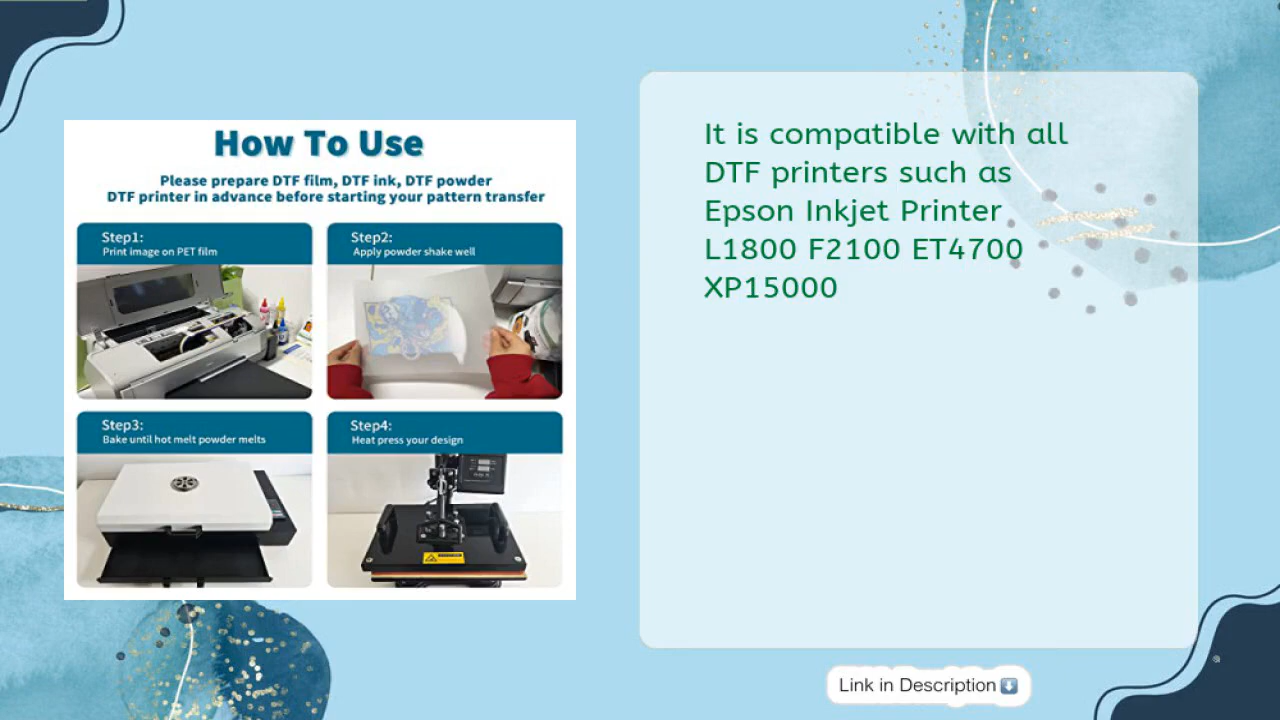 How To Use
Please prepare DTF film, DTF ink, DTF powder
DTF printer in advance before starting your pattern transfer
Step1:
Print image on PET film
Step2:
Apply powder shake well
Step3:
Bake until hot melt powder melts
Step4:
Heat press your design
It is compatible with all
DTF printers such as
Epson Inkjet Printer
L1800 F2100 ET4700
XP15000
Link in Description